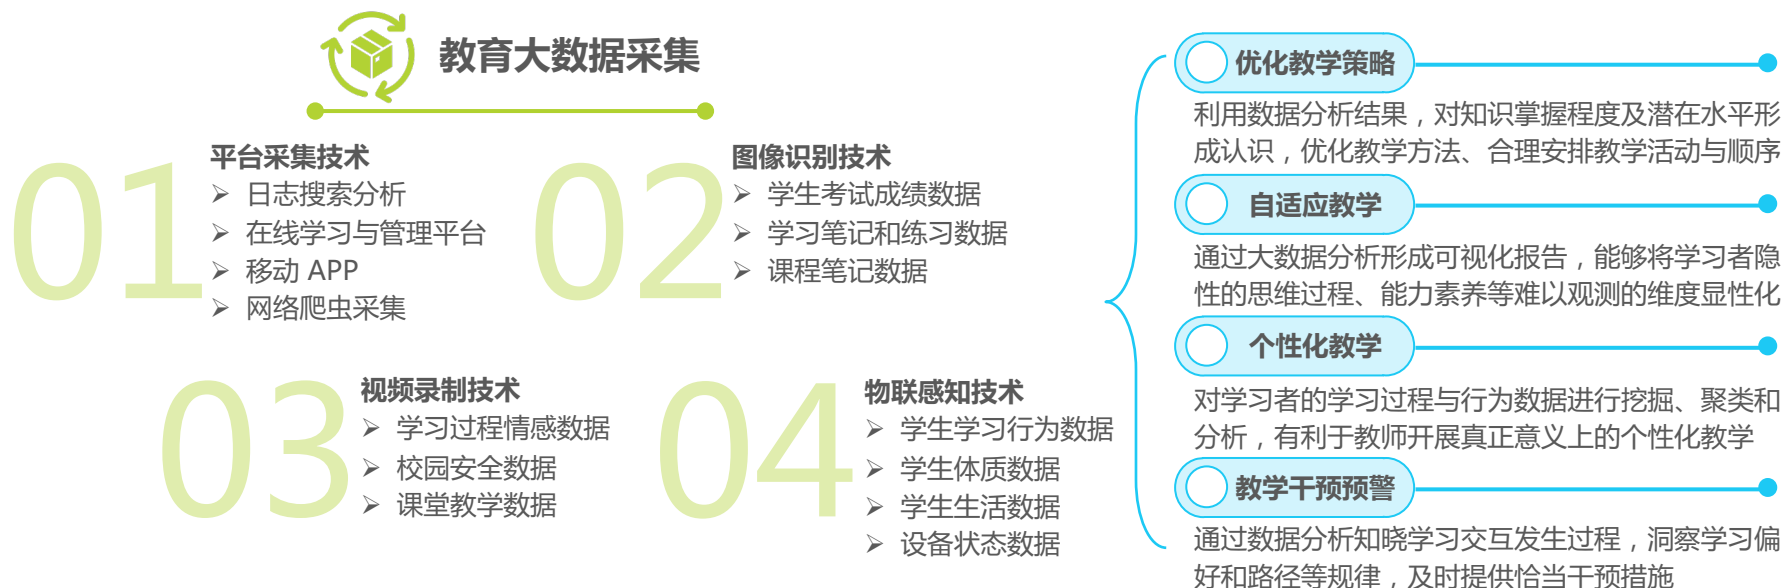 教育大数据采集
01
平台采集技术
➢ 日志搜索分析
➢ 在线学习与管理平台
➢ 移动 APP
➢ 网络爬虫采集
02
图像识别技术
➢ 学生考试成绩数据
➢ 学习笔记和练习数据
➢ 课程笔记数据
03
视频录制技术
➢ 学习过程情感数据
➢ 校园安全数据
➢ 课堂教学数据
04
物联感知技术
➢ 学生学习行为数据
➢ 学生体质数据
➢ 学生生活数据
➢ 设备状态数据
优化教学策略
利用数据分析结果，对知识掌握程度及潜在水平形
成认识，优化教学方法、合理安排教学活动与顺序
自适应教学
通过大数据分析形成可视化报告，能够将学习者隐
性的思维过程、能力素养等难以观测的维度显性化
个性化教学
对学习者的学习过程与行为数据进行挖掘、聚类和
分析，有利于教师开展真正意义上的个性化教学
教学干预预警
通过数据分析知晓学习交互发生过程，洞察学习偏
好和路径等规律，及时提供恰当干预措施